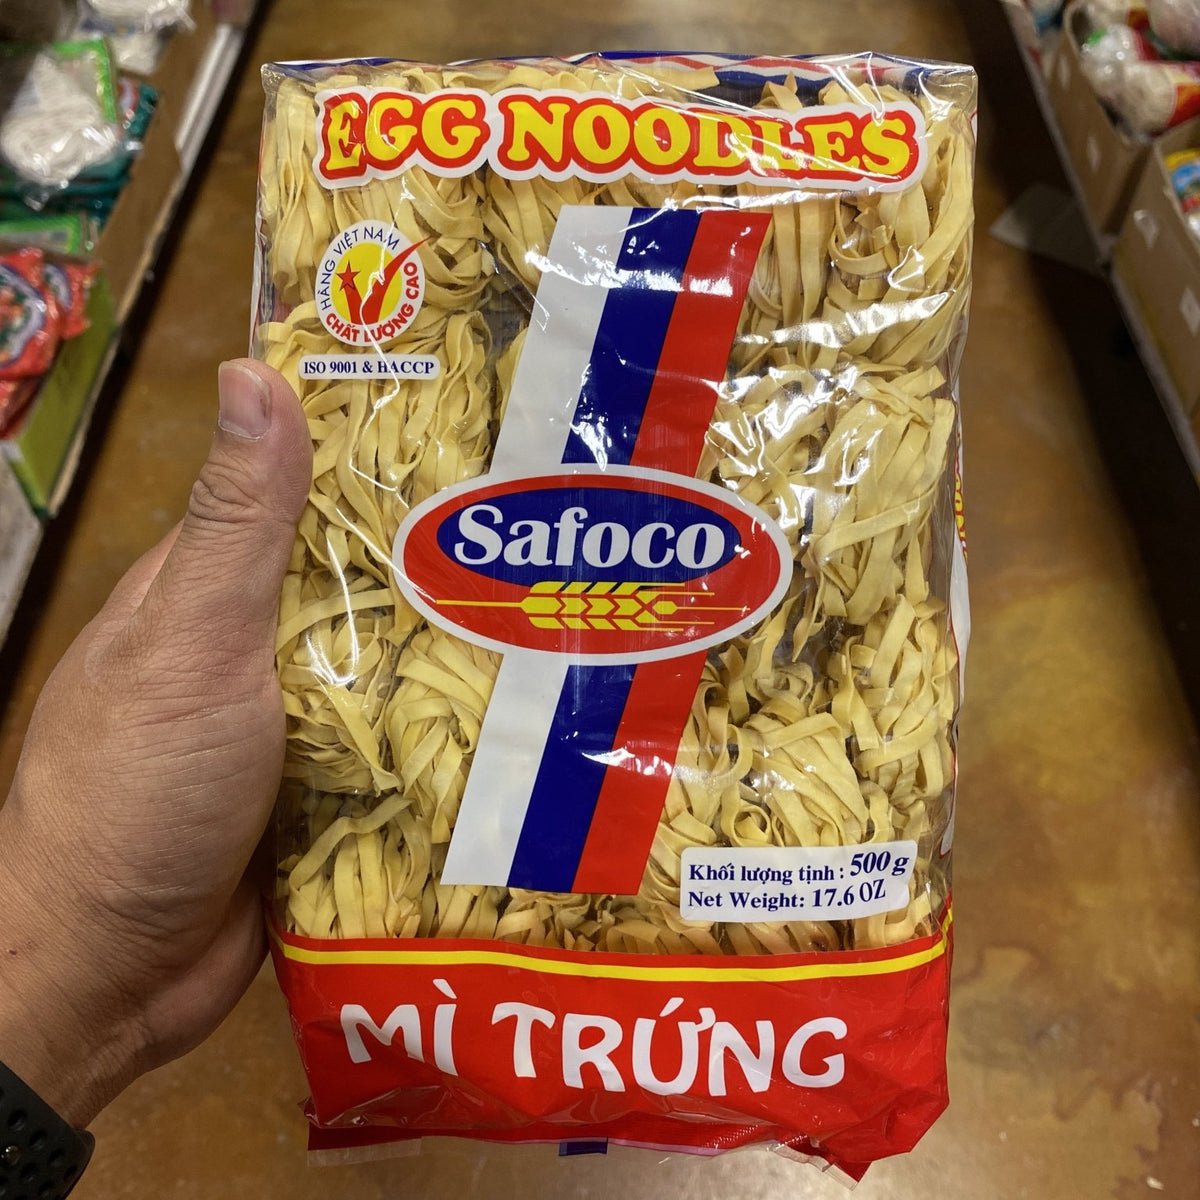 EGG NOODLES
HÀNG VIỆT NAM
CHẤT LƯỢNG CAO
ISO 9001 & HACCP
Safoco
Khối lượng tịnh : 500 g
Net Weight: 17.6 OZ
MÌ TRỨNG